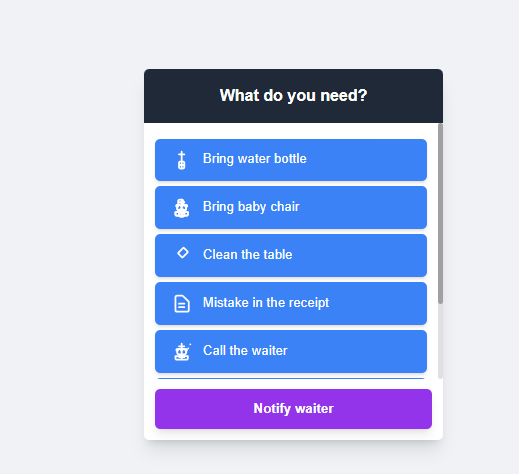 What do you need?
Bring water bottle
Bring baby chair
Clean the table
Mistake in the receipt
Call the waiter
Notify waiter